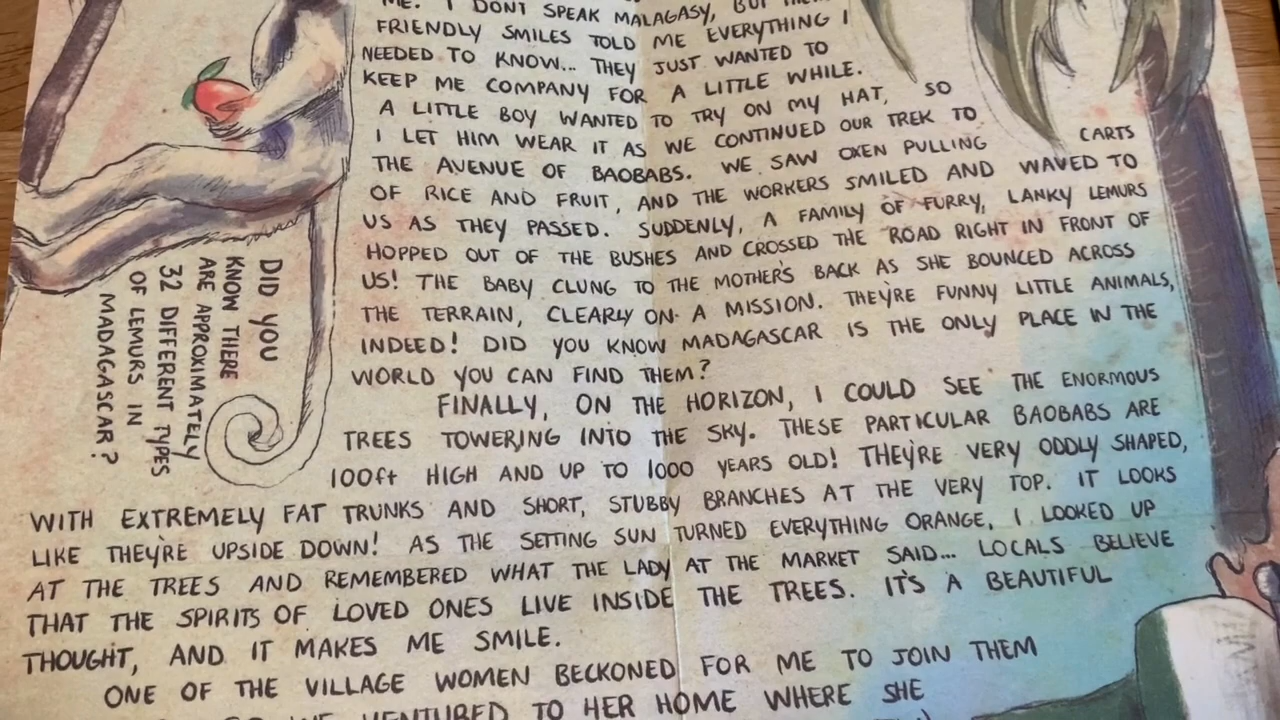 ME. I DON'T SPEAK MALAGASY, BUT
FRIENDLY SMILES TOLD ME EVERYTHING I
NEEDED TO KNOW... THEY JUST WANTED TO
KEEP ME COMPANY FOR A LITTLE WHILE.
A LITTLE BOY WANTED TO TRY ON MY HAT, SO
I LET HIM WEAR IT AS WE CONTINUED OUR TREK TO
THE AVENUE OF BAOBABS. WE SAW OXEN PULLING CARTS
OF RICE AND FRUIT, AND THE WORKERS SMILED AND WAVED TO
US AS THEY PASSED. SUDDENLY, A FAMILY OF FURRY, LANKY LEMURS
HOPPED OUT OF THE BUSHES AND CROSSED THE ROAD RIGHT IN FRONT OF
US! THE BABY CLUNG TO THE MOTHER'S BACK AS SHE BOUNCED ACROSS
THE TERRAIN, CLEARLY ON A MISSION. THEY'RE FUNNY LITTLE ANIMALS,
INDEED! DID YOU KNOW MADAGASCAR IS THE ONLY PLACE IN THE
WORLD YOU CAN FIND THEM?
FINALLY, ON THE HORIZON, I COULD SEE THE ENORMOUS
TREES TOWERING INTO THE SKY. THESE PARTICULAR BAOBABS ARE
100ft HIGH AND UP TO 1000 YEARS OLD! THEY'RE VERY ODDLY SHAPED,
WITH EXTREMELY FAT TRUNKS AND SHORT, STUBBY BRANCHES AT THE VERY TOP. IT LOOKS
LIKE THEY'RE UPSIDE DOWN! AS THE SETTING SUN TURNED EVERYTHING ORANGE, I LOOKED UP
AT THE TREES AND REMEMBERED WHAT THE LADY AT THE MARKET SAID... LOCALS BELIEVE
THAT THE SPIRITS OF LOVED ONES LIVE INSIDE THE TREES. IT'S A BEAUTIFUL
THOUGHT, AND IT MAKES ME SMILE.
ONE OF THE VILLAGE WOMEN BECKONED FOR ME TO JOIN THEM
WE VENTURED TO HER HOME WHERE SHE
DID YOU
KNOW THERE
ARE APPROXIMATELY
32 DIFFERENT TYPES
OF LEMURS IN
MADAGASCAR?